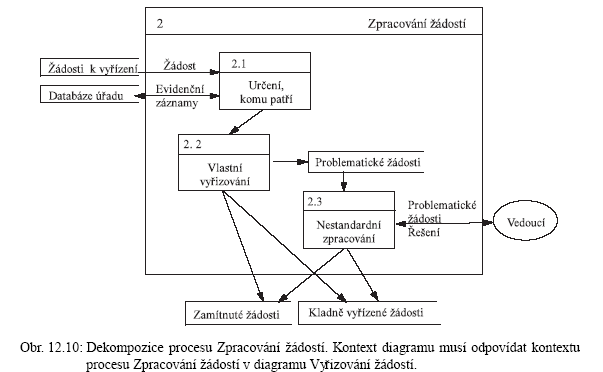 2 Zpracování žádostí
Žádosti k vyřízení
Žádost
2.1
Určení,
komu patří
Databáze úřadu
Evidenční
záznamy
2. 2
Vlastní
vyřizování
Problematické žádosti
2.3
Nestandardní
zpracování
Problematické
žádosti
Řešení
Vedoucí
Zamítnuté žádosti
Kladně vyřízené žádosti
Obr. 12.10: Dekompozice procesu Zpracování žádostí. Kontext diagramu musí odpovídat kontextu
procesu Zpracování žádostí v diagramu Vyřizování žádostí.